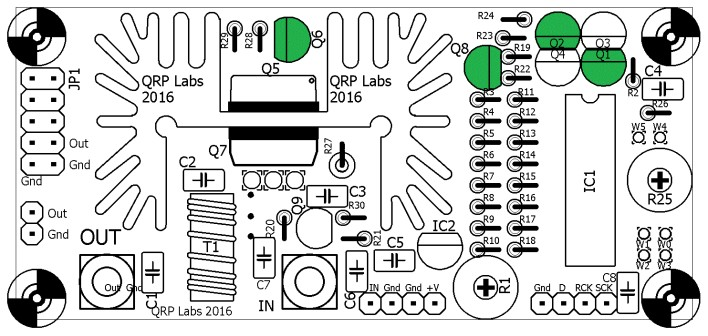 R24
R23
R29
R28
Q6
Q2
Q3
Q4
Q1
Q8
R19
R22
JP1
QRP Labs
2016
Q5
QRP Labs
2016
R2
C4
R3
R11
R26
R4
R12
W5
W4
Out
Gnd
Gnd
R5
R13
R27
Q7
R6
R14
C2
R7
R15
IC1
R25
C3
Q9
R8
R16
Out
Gnd
R20
R30
R9
R17
IC2
OUT
T1
R21
R10
R18
W1
W0
W2
W3
C7
C5
C6
R1
C8
Out
Gnd
C1
IN
IN
Gnd
Gnd
+V
Gnd
D
RCK
SCK
QRP Labs 2016